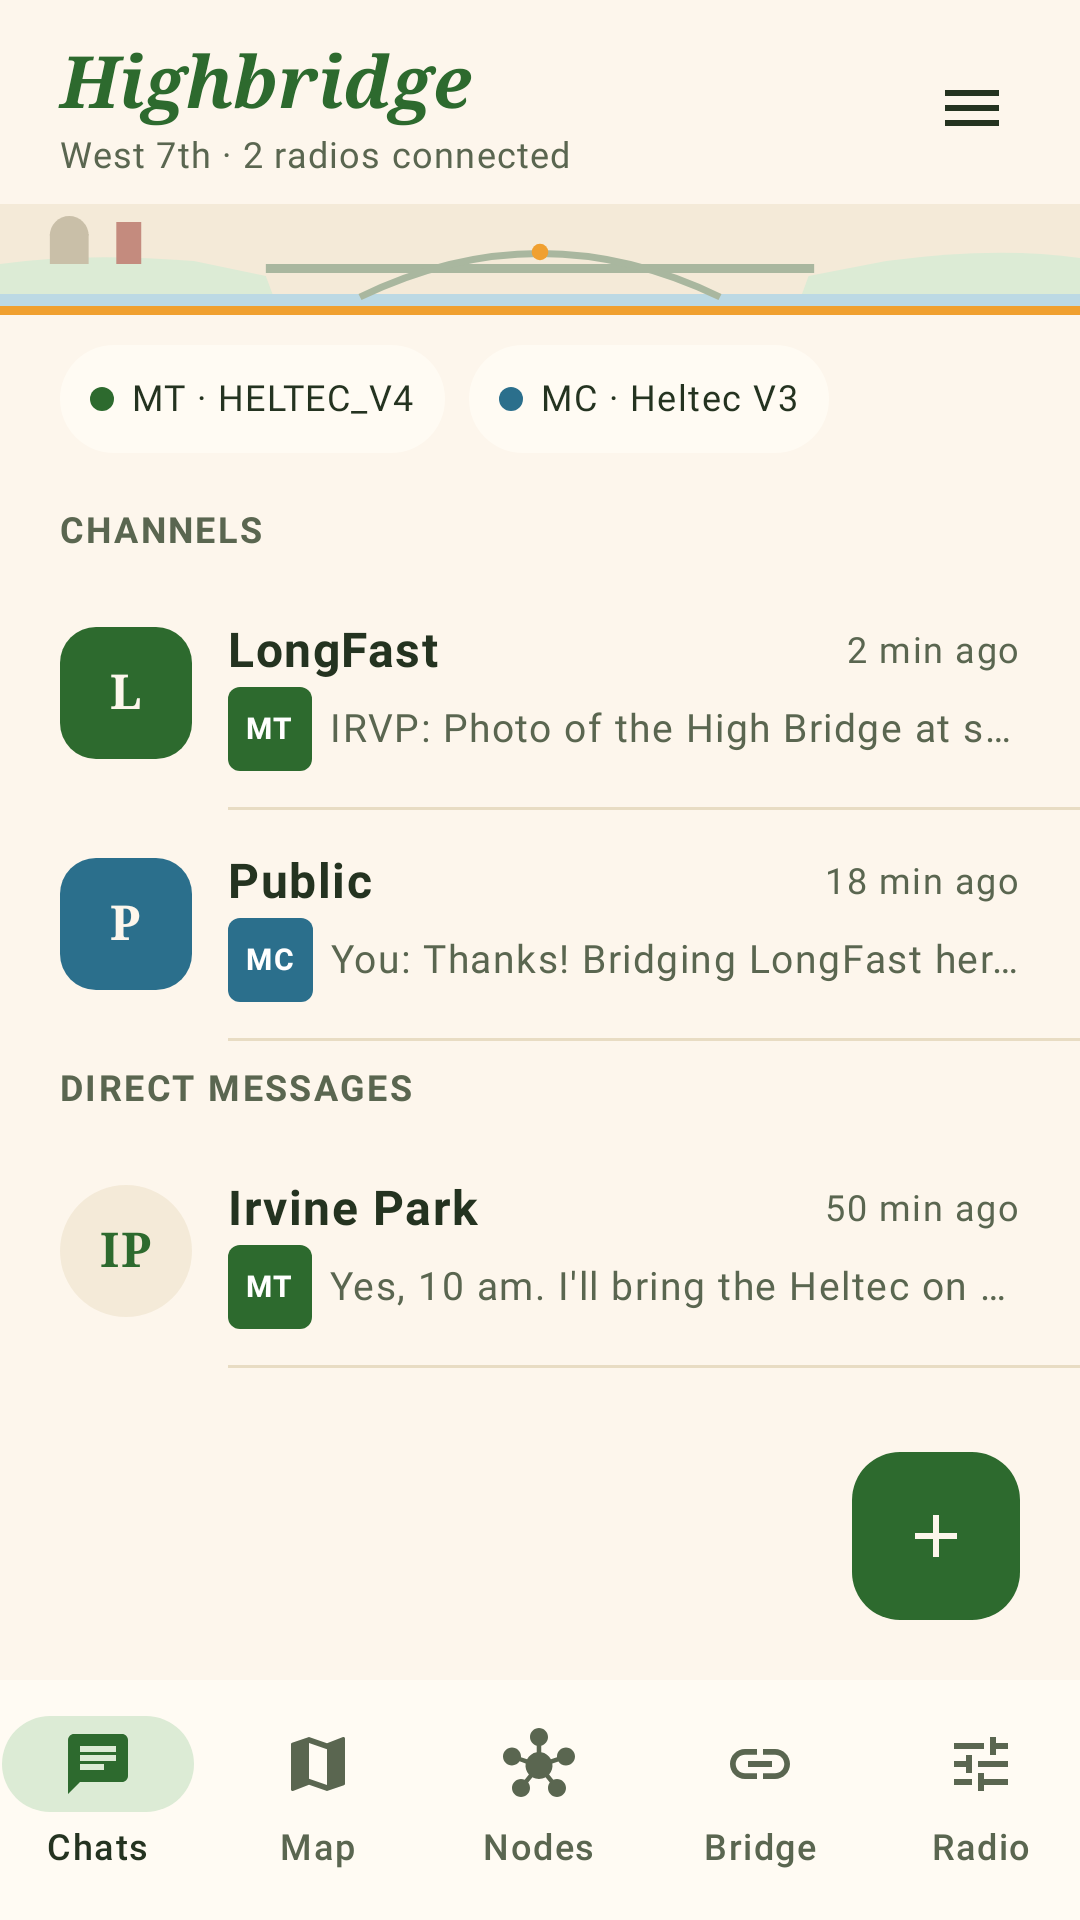 Highbridge
West 7th · 2 radios connected
MT · HELTEC_V4
MC · Heltec V3
CHANNELS
L
LongFast
2 min ago
MT
IRVP: Photo of the High Bridge at s…
P
Public
18 min ago
MC
You: Thanks! Bridging LongFast her…
DIRECT MESSAGES
IP
Irvine Park
50 min ago
MT
Yes, 10 am. I'll bring the Heltec on …
Chats
Map
Nodes
Bridge
Radio